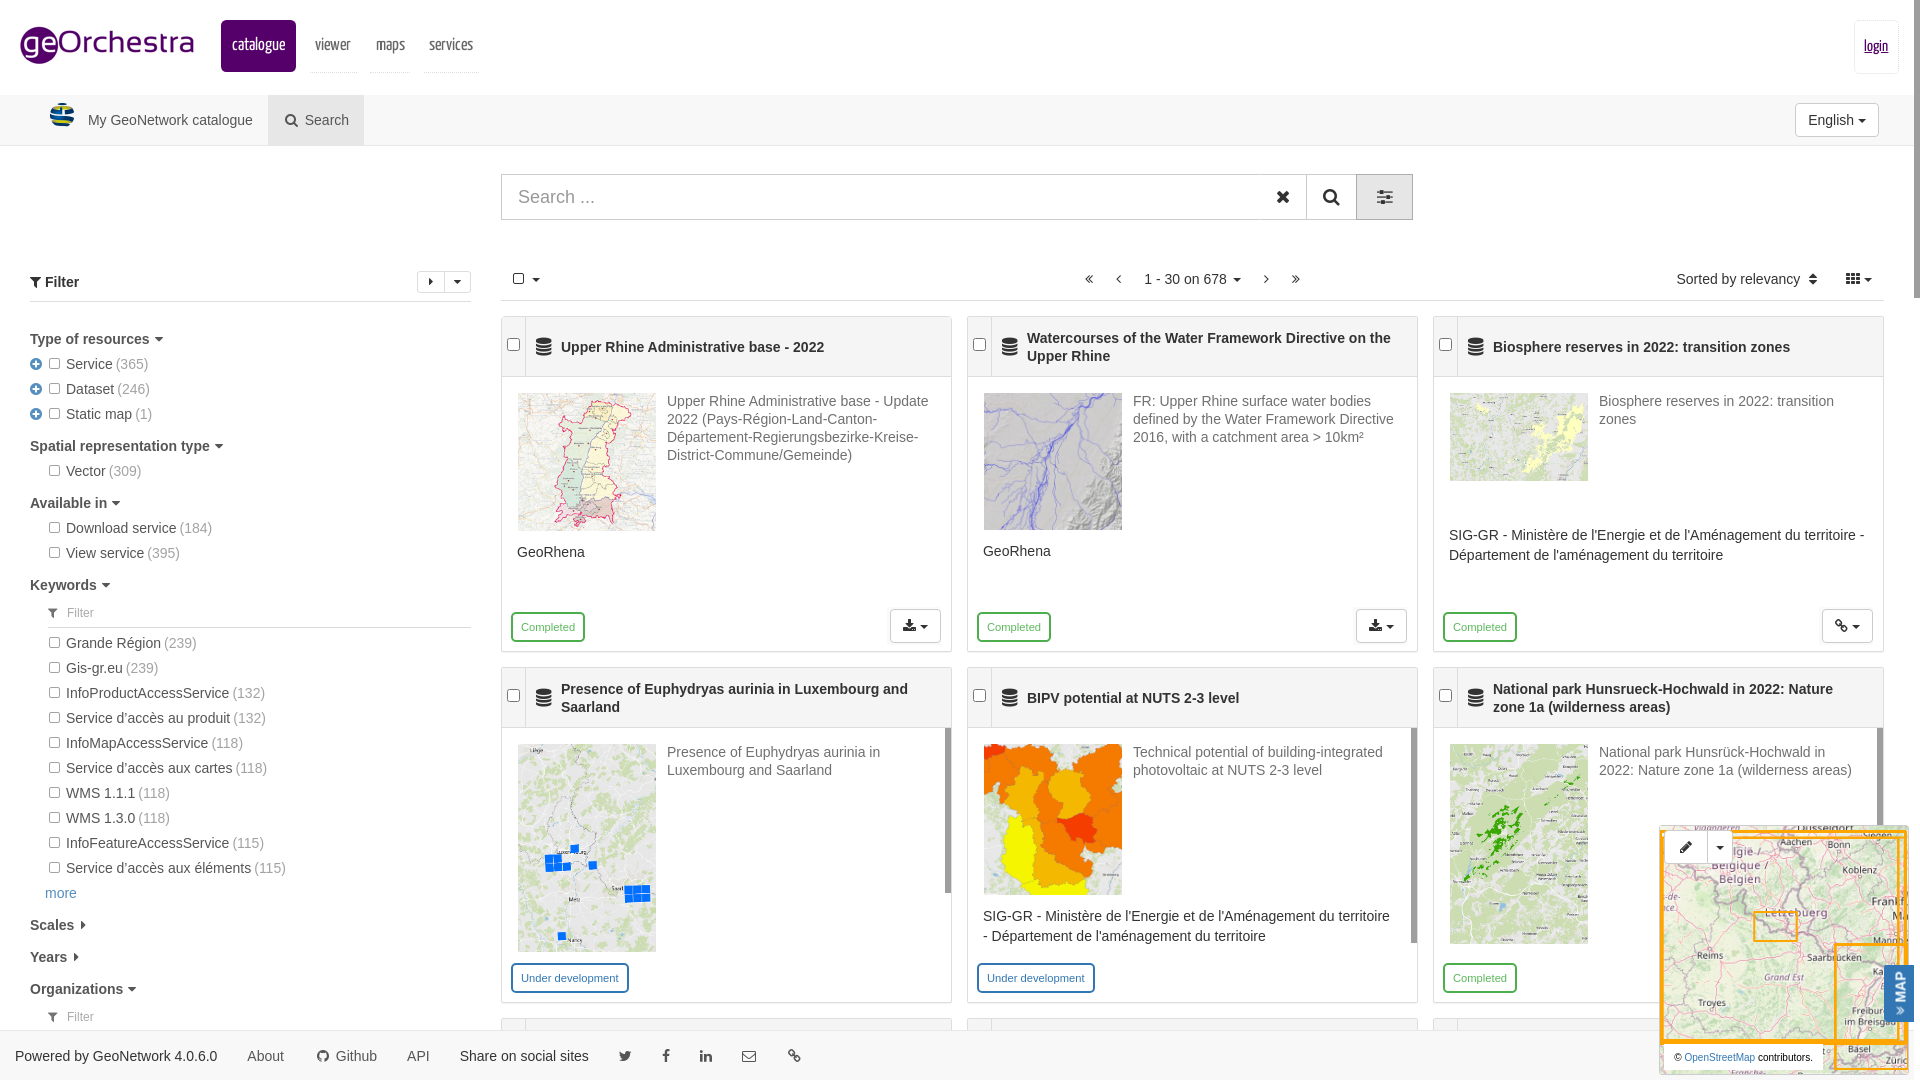 geOrchestra
catalogue
viewer
maps
services
login
My GeoNetwork catalogue
Search
English
Search ...
Filter
1 - 30 on 678
Sorted by relevancy
Type of resources
Service (365)
Dataset (246)
Static map (1)
Spatial representation type
Vector (309)
Available in
Download service (184)
View service (395)
Keywords
Filter
Grande Région (239)
Gis-gr.eu (239)
InfoProductAccessService (132)
Service d’accès au produit (132)
InfoMapAccessService (118)
Service d’accès aux cartes (118)
WMS 1.1.1 (118)
WMS 1.3.0 (118)
InfoFeatureAccessService (115)
Service d’accès aux éléments (115)
more
Scales
Years
Organizations
Filter
Upper Rhine Administrative base - 2022
Upper Rhine Administrative base - Update
2022 (Pays-Région-Land-Canton-
Département-Regierungsbezirke-Kreise-
District-Commune/Gemeinde)
GeoRhena
Completed
Watercourses of the Water Framework Directive on the
Upper Rhine
FR: Upper Rhine surface water bodies
defined by the Water Framework Directive
2016, with a catchment area > 10km²
GeoRhena
Completed
Biosphere reserves in 2022: transition zones
Biosphere reserves in 2022: transition
zones
SIG-GR - Ministère de l'Energie et de l'Aménagement du territoire -
Département de l'aménagement du territoire
Completed
Presence of Euphydryas aurinia in Luxembourg and
Saarland
Presence of Euphydryas aurinia in
Luxembourg and Saarland
Liège
Metz
Nancy
Under development
BIPV potential at NUTS 2-3 level
Technical potential of building-integrated
photovoltaic at NUTS 2-3 level
SIG-GR - Ministère de l'Energie et de l'Aménagement du territoire
- Département de l'aménagement du territoire
Under development
National park Hunsrueck-Hochwald in 2022: Nature
zone 1a (wilderness areas)
National park Hunsrück-Hochwald in
2022: Nature zone 1a (wilderness areas)
Completed
Aachen
Siegen
Bonn
Belgique /
Belgien
Koblenz
Lëtzebuerg
Reims
Saarbrücken
Grand Est
Troyes
Freiburg
im Breisgau
Basel
MAP
© OpenStreetMap contributors.
Powered by GeoNetwork 4.0.6.0
About
Github
API
Share on social sites